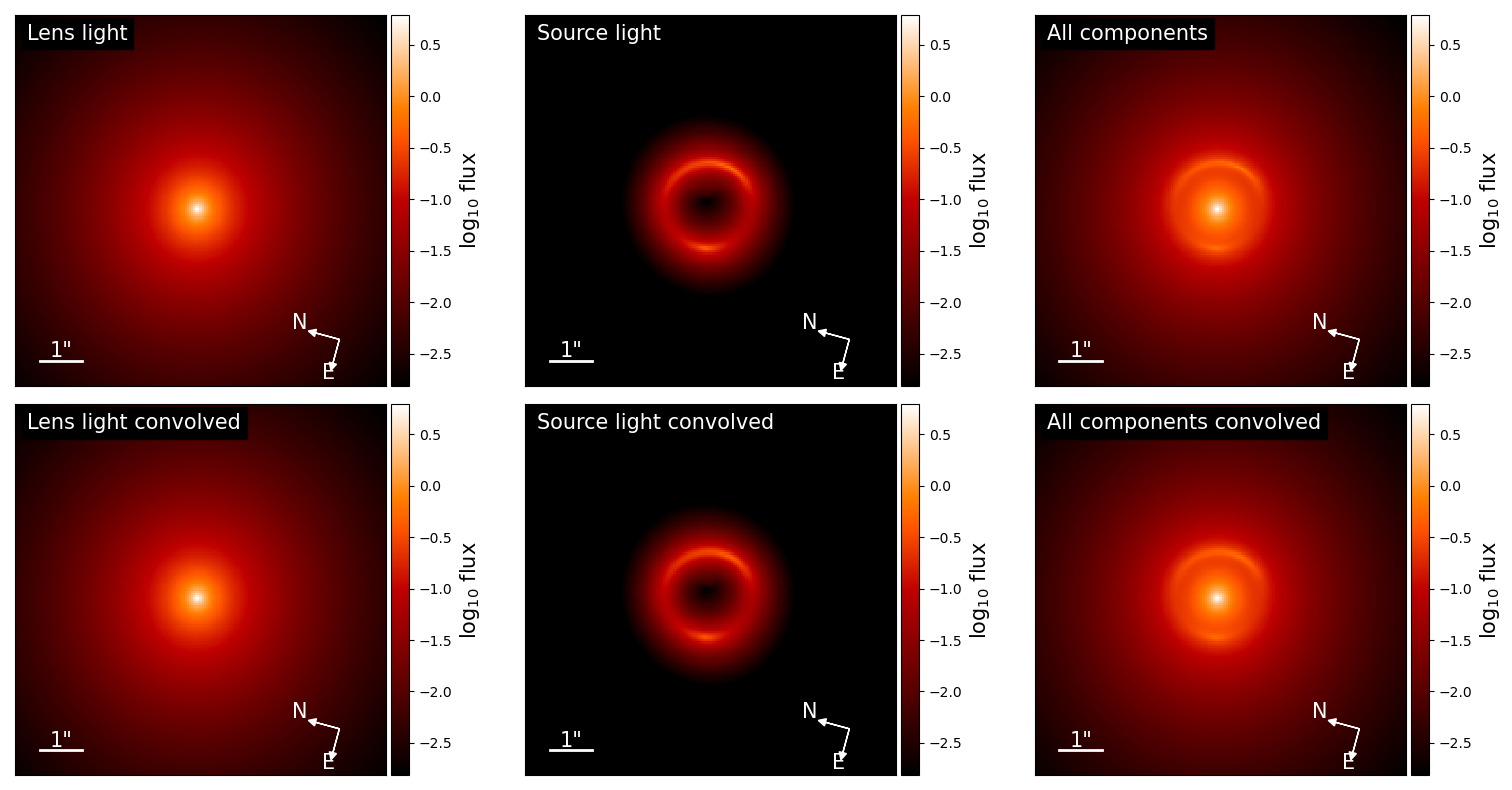 Lens light
0.5
0.0
−0.5
−1.0
−1.5
−2.0
−2.5
log₁₀ flux
N
E
1"
Source light
0.5
0.0
−0.5
−1.0
−1.5
−2.0
−2.5
log₁₀ flux
N
E
1"
All components
0.5
0.0
−0.5
−1.0
−1.5
−2.0
−2.5
log₁₀ flux
N
E
1"
Lens light convolved
0.5
0.0
−0.5
−1.0
−1.5
−2.0
−2.5
log₁₀ flux
N
E
1"
Source light convolved
0.5
0.0
−0.5
−1.0
−1.5
−2.0
−2.5
log₁₀ flux
N
E
1"
All components convolved
0.5
0.0
−0.5
−1.0
−1.5
−2.0
−2.5
log₁₀ flux
N
E
1"